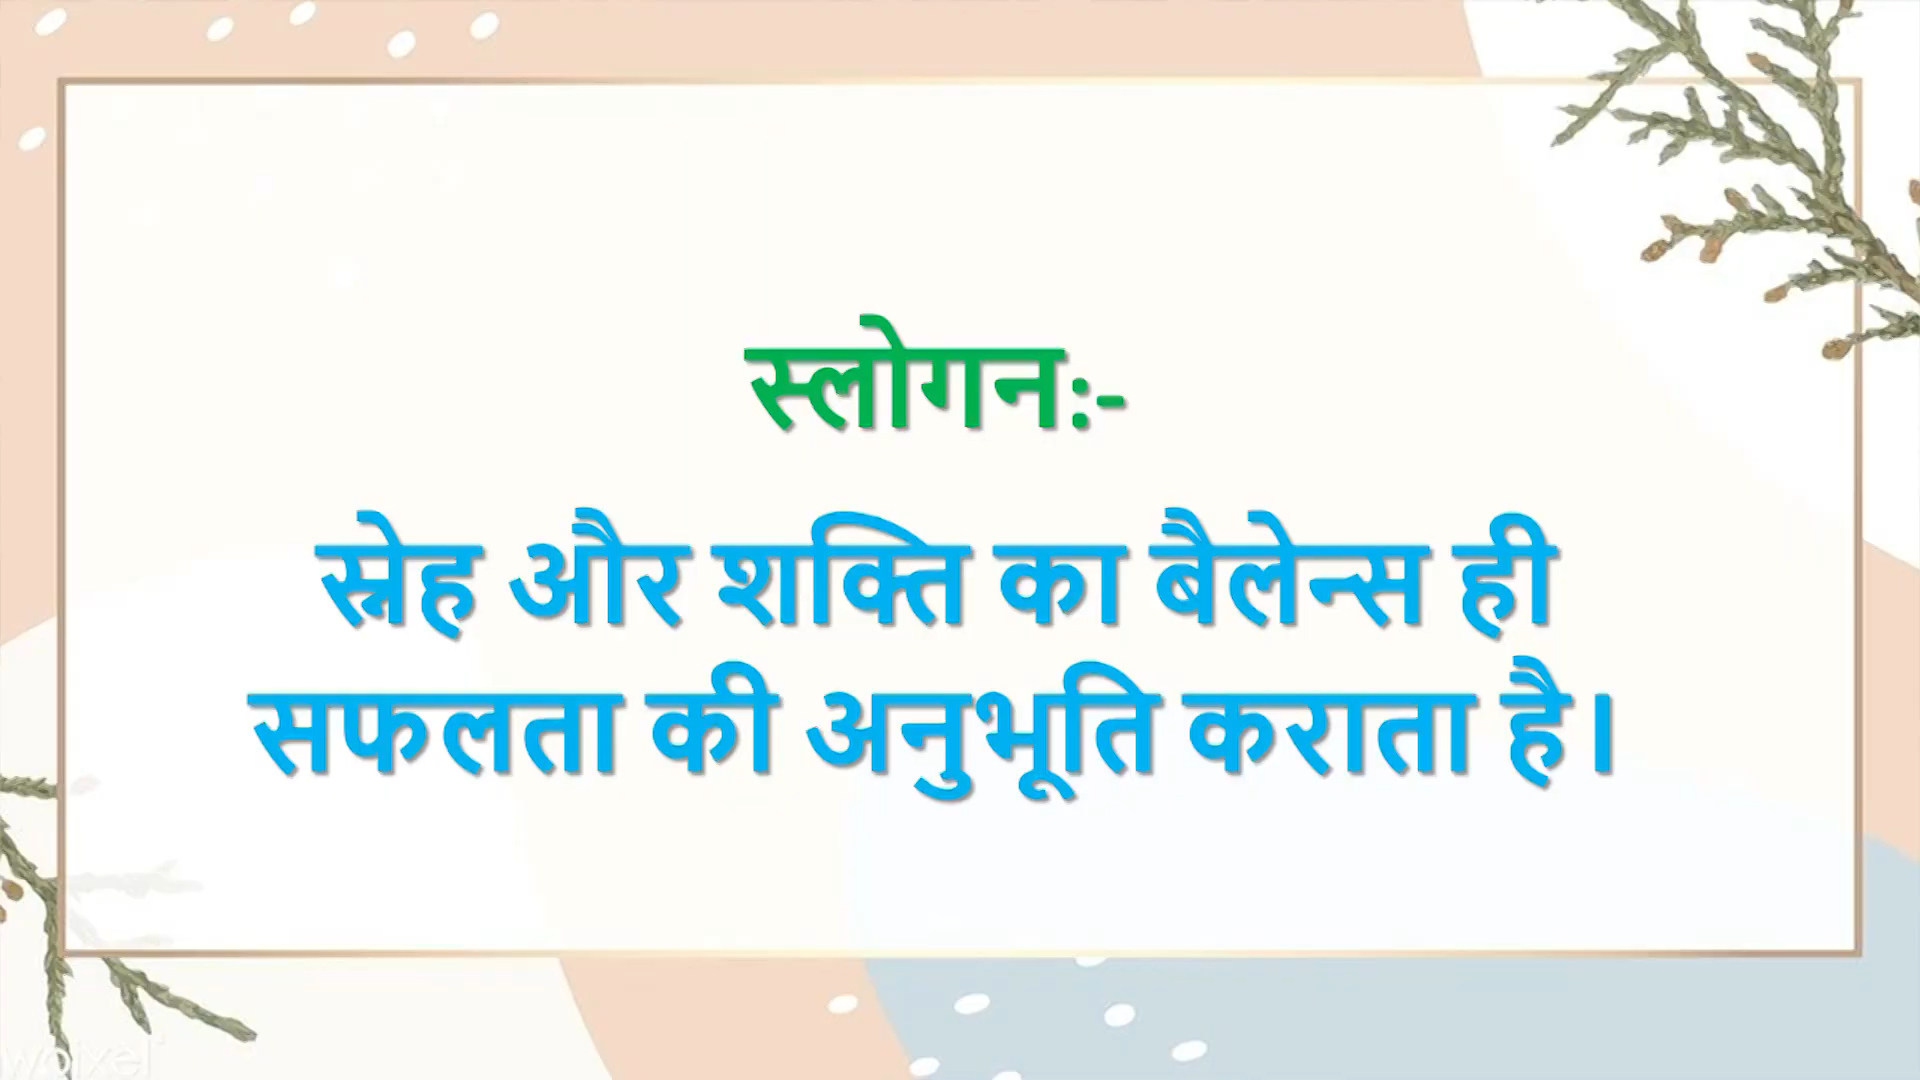 स्लोगन:-
स्नेह और शक्ति का बैलेन्स ही
सफलता की अनुभूति कराता है।